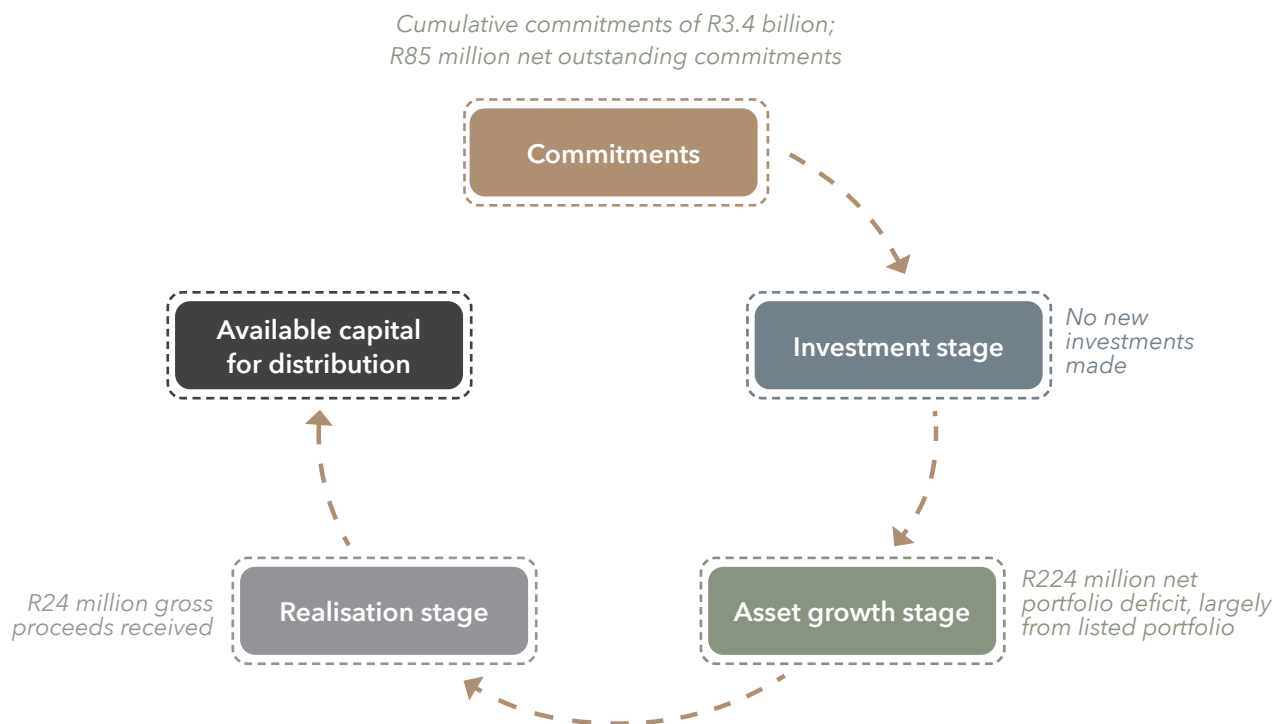 Cumulative commitments of R3.4 billion;
R85 million net outstanding commitments
Commitments
Available capital
for distribution
Investment stage
No new
investments
made
R24 million gross
proceeds received
Realisation stage
Asset growth stage
R224 million net
portfolio deficit, largely
from listed portfolio